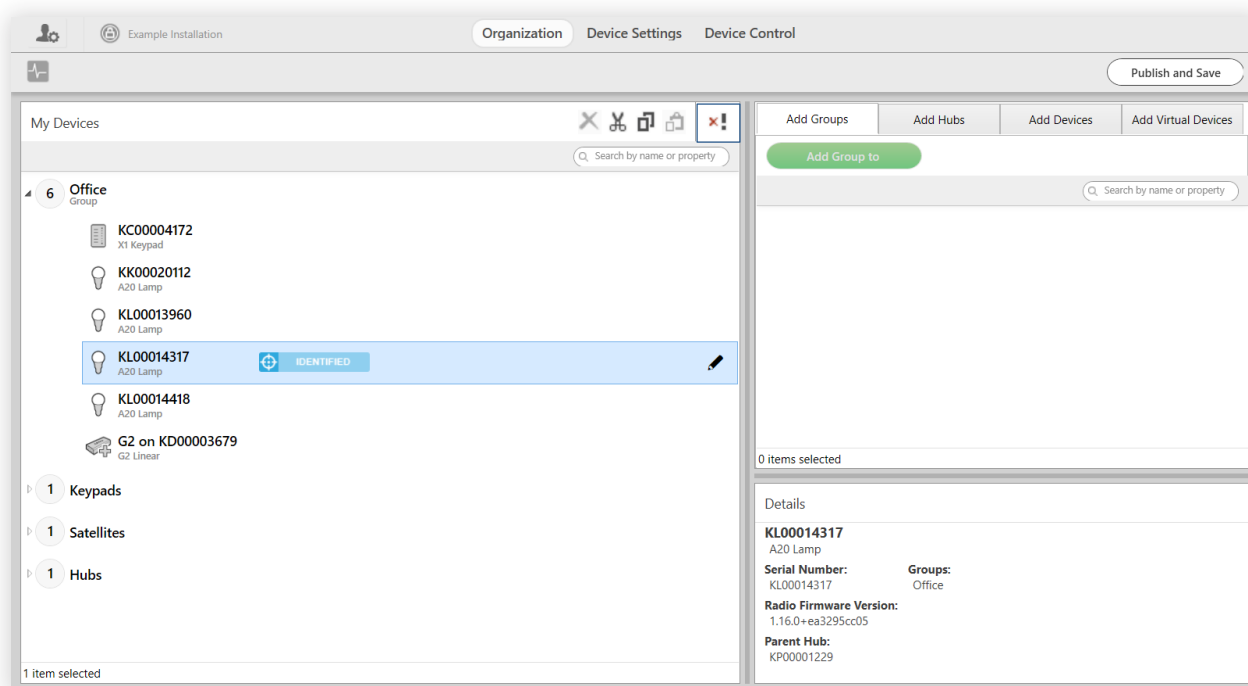 Example Installation
Organization Device Settings Device Control
Publish and Save
My Devices
×!
Search by name or property
6 Office
Group
KC00004172
X1 Keypad
KK00020112
A20 Lamp
KL00013960
A20 Lamp
KL00014317
A20 Lamp
IDENTIFIED
KL00014418
A20 Lamp
G2 on KD00003679
G2 Linear
1 Keypads
1 Satellites
1 Hubs
1 item selected
Add Groups Add Hubs Add Devices Add Virtual Devices
Add Group to
Search by name or property
0 items selected
Details
KL00014317
A20 Lamp
Serial Number: Groups:
KL00014317 Office
Radio Firmware Version:
1.16.0+ea3295cc05
Parent Hub:
KP00001229